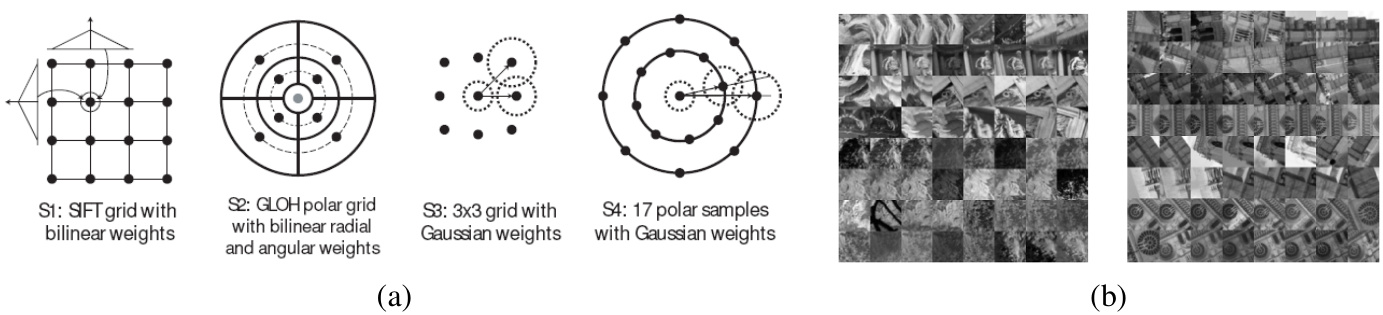 S1: SIFT grid with
bilinear weights
S2: GLOH polar grid
with bilinear radial
and angular weights
S3: 3x3 grid with
Gaussian weights
S4: 17 polar samples
with Gaussian weights
(a)
(b)